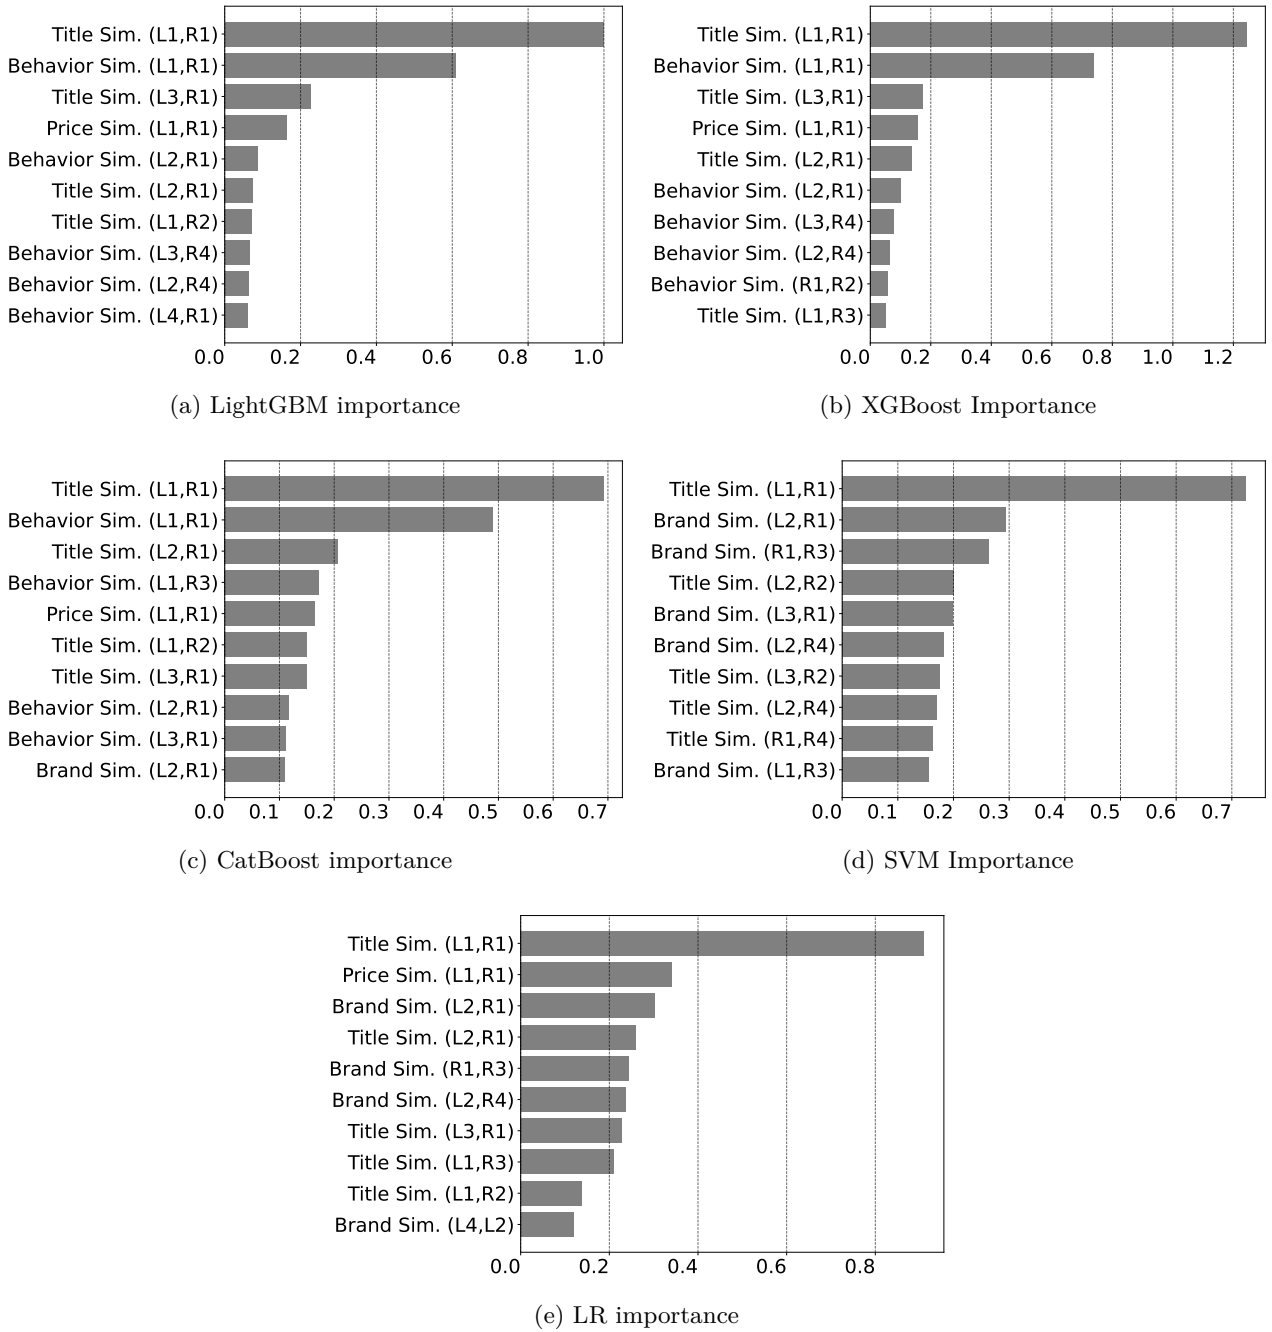 Title Sim. (L1,R1)
Behavior Sim. (L1,R1)
Title Sim. (L3,R1)
Price Sim. (L1,R1)
Behavior Sim. (L2,R1)
Title Sim. (L2,R1)
Title Sim. (L1,R2)
Behavior Sim. (L3,R4)
Behavior Sim. (L2,R4)
Behavior Sim. (L4,R1)
0.0 0.2 0.4 0.6 0.8 1.0
(a) LightGBM importance
Title Sim. (L1,R1)
Behavior Sim. (L1,R1)
Title Sim. (L3,R1)
Price Sim. (L1,R1)
Title Sim. (L2,R1)
Behavior Sim. (L2,R1)
Behavior Sim. (L3,R4)
Behavior Sim. (L2,R4)
Behavior Sim. (R1,R2)
Title Sim. (L1,R3)
0.0 0.2 0.4 0.6 0.8 1.0 1.2
(b) XGBoost Importance
Title Sim. (L1,R1)
Behavior Sim. (L1,R1)
Title Sim. (L2,R1)
Behavior Sim. (L1,R3)
Price Sim. (L1,R1)
Title Sim. (L1,R2)
Title Sim. (L3,R1)
Behavior Sim. (L2,R1)
Behavior Sim. (L3,R1)
Brand Sim. (L2,R1)
0.0 0.1 0.2 0.3 0.4 0.5 0.6 0.7
(c) CatBoost importance
Title Sim. (L1,R1)
Brand Sim. (L2,R1)
Brand Sim. (R1,R3)
Title Sim. (L2,R2)
Brand Sim. (L3,R1)
Brand Sim. (L2,R4)
Title Sim. (L3,R2)
Title Sim. (L2,R4)
Title Sim. (R1,R4)
Brand Sim. (L1,R3)
0.0 0.1 0.2 0.3 0.4 0.5 0.6 0.7
(d) SVM Importance
Title Sim. (L1,R1)
Price Sim. (L1,R1)
Brand Sim. (L2,R1)
Title Sim. (L2,R1)
Brand Sim. (R1,R3)
Brand Sim. (L2,R4)
Title Sim. (L3,R1)
Title Sim. (L1,R3)
Title Sim. (L1,R2)
Brand Sim. (L4,L2)
0.0 0.2 0.4 0.6 0.8
(e) LR importance